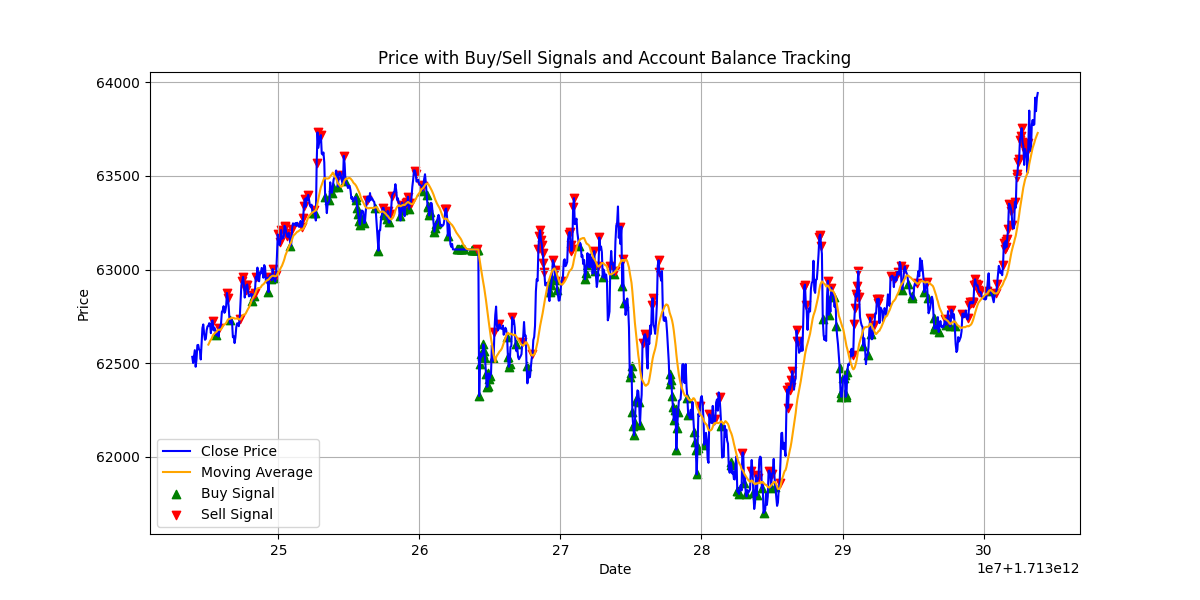 Price with Buy/Sell Signals and Account Balance Tracking
64000
63500
63000
62500
62000
Price
Close Price
Moving Average
Buy Signal
Sell Signal
25 26 27 28 29 30
Date
1e7+1.713e12